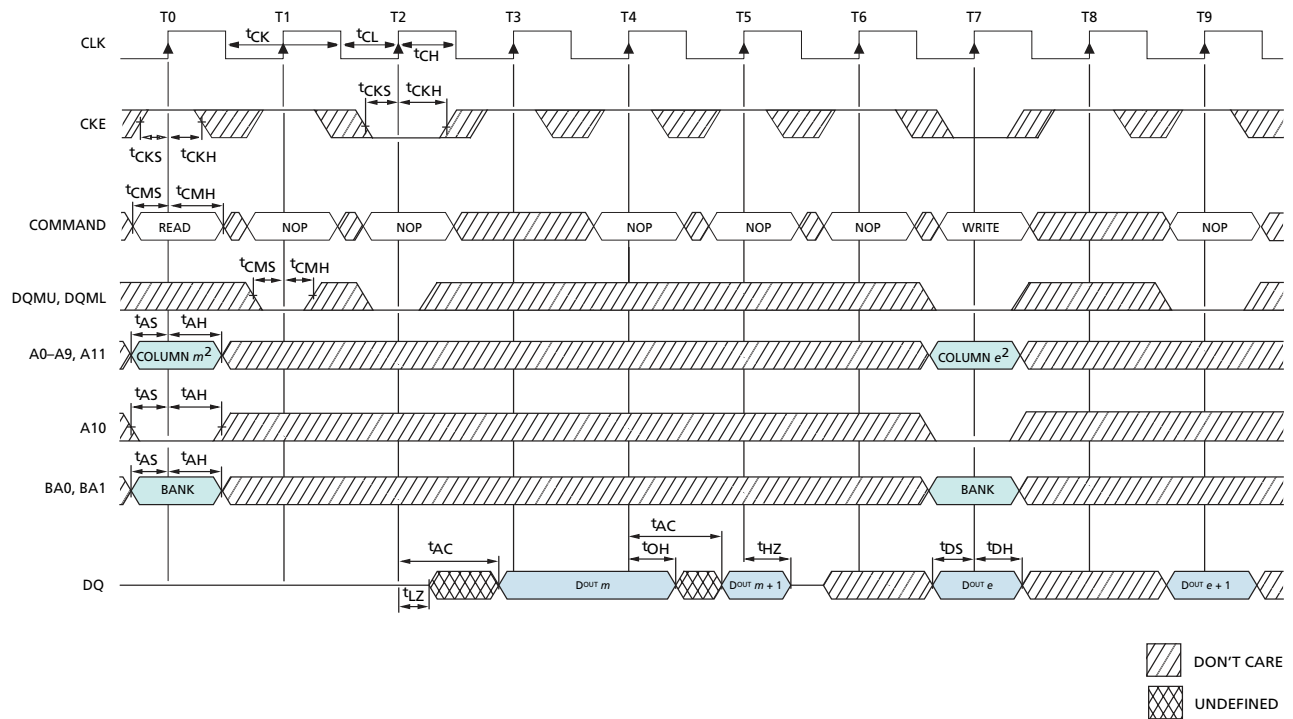 T0 T1 T2 T3 T4 T5 T6 T7 T8 T9
CLK
tCK tCL
tCH
tCKS tCKH
CKE
tCKS tCKH
tCMS tCMH
COMMAND READ NOP NOP NOP NOP NOP WRITE NOP
tCMS tCMH
DQMU, DQML
tAS tAH
A0–A9, A11 COLUMN m2 COLUMN e2
tAS tAH
A10
tAS tAH
BA0, BA1 BANK BANK
tAC
tAC tOH tHZ tDS tDH
DQ DOUT m DOUT m + 1 DOUT e DOUT e + 1
tLZ
DON'T CARE
UNDEFINED